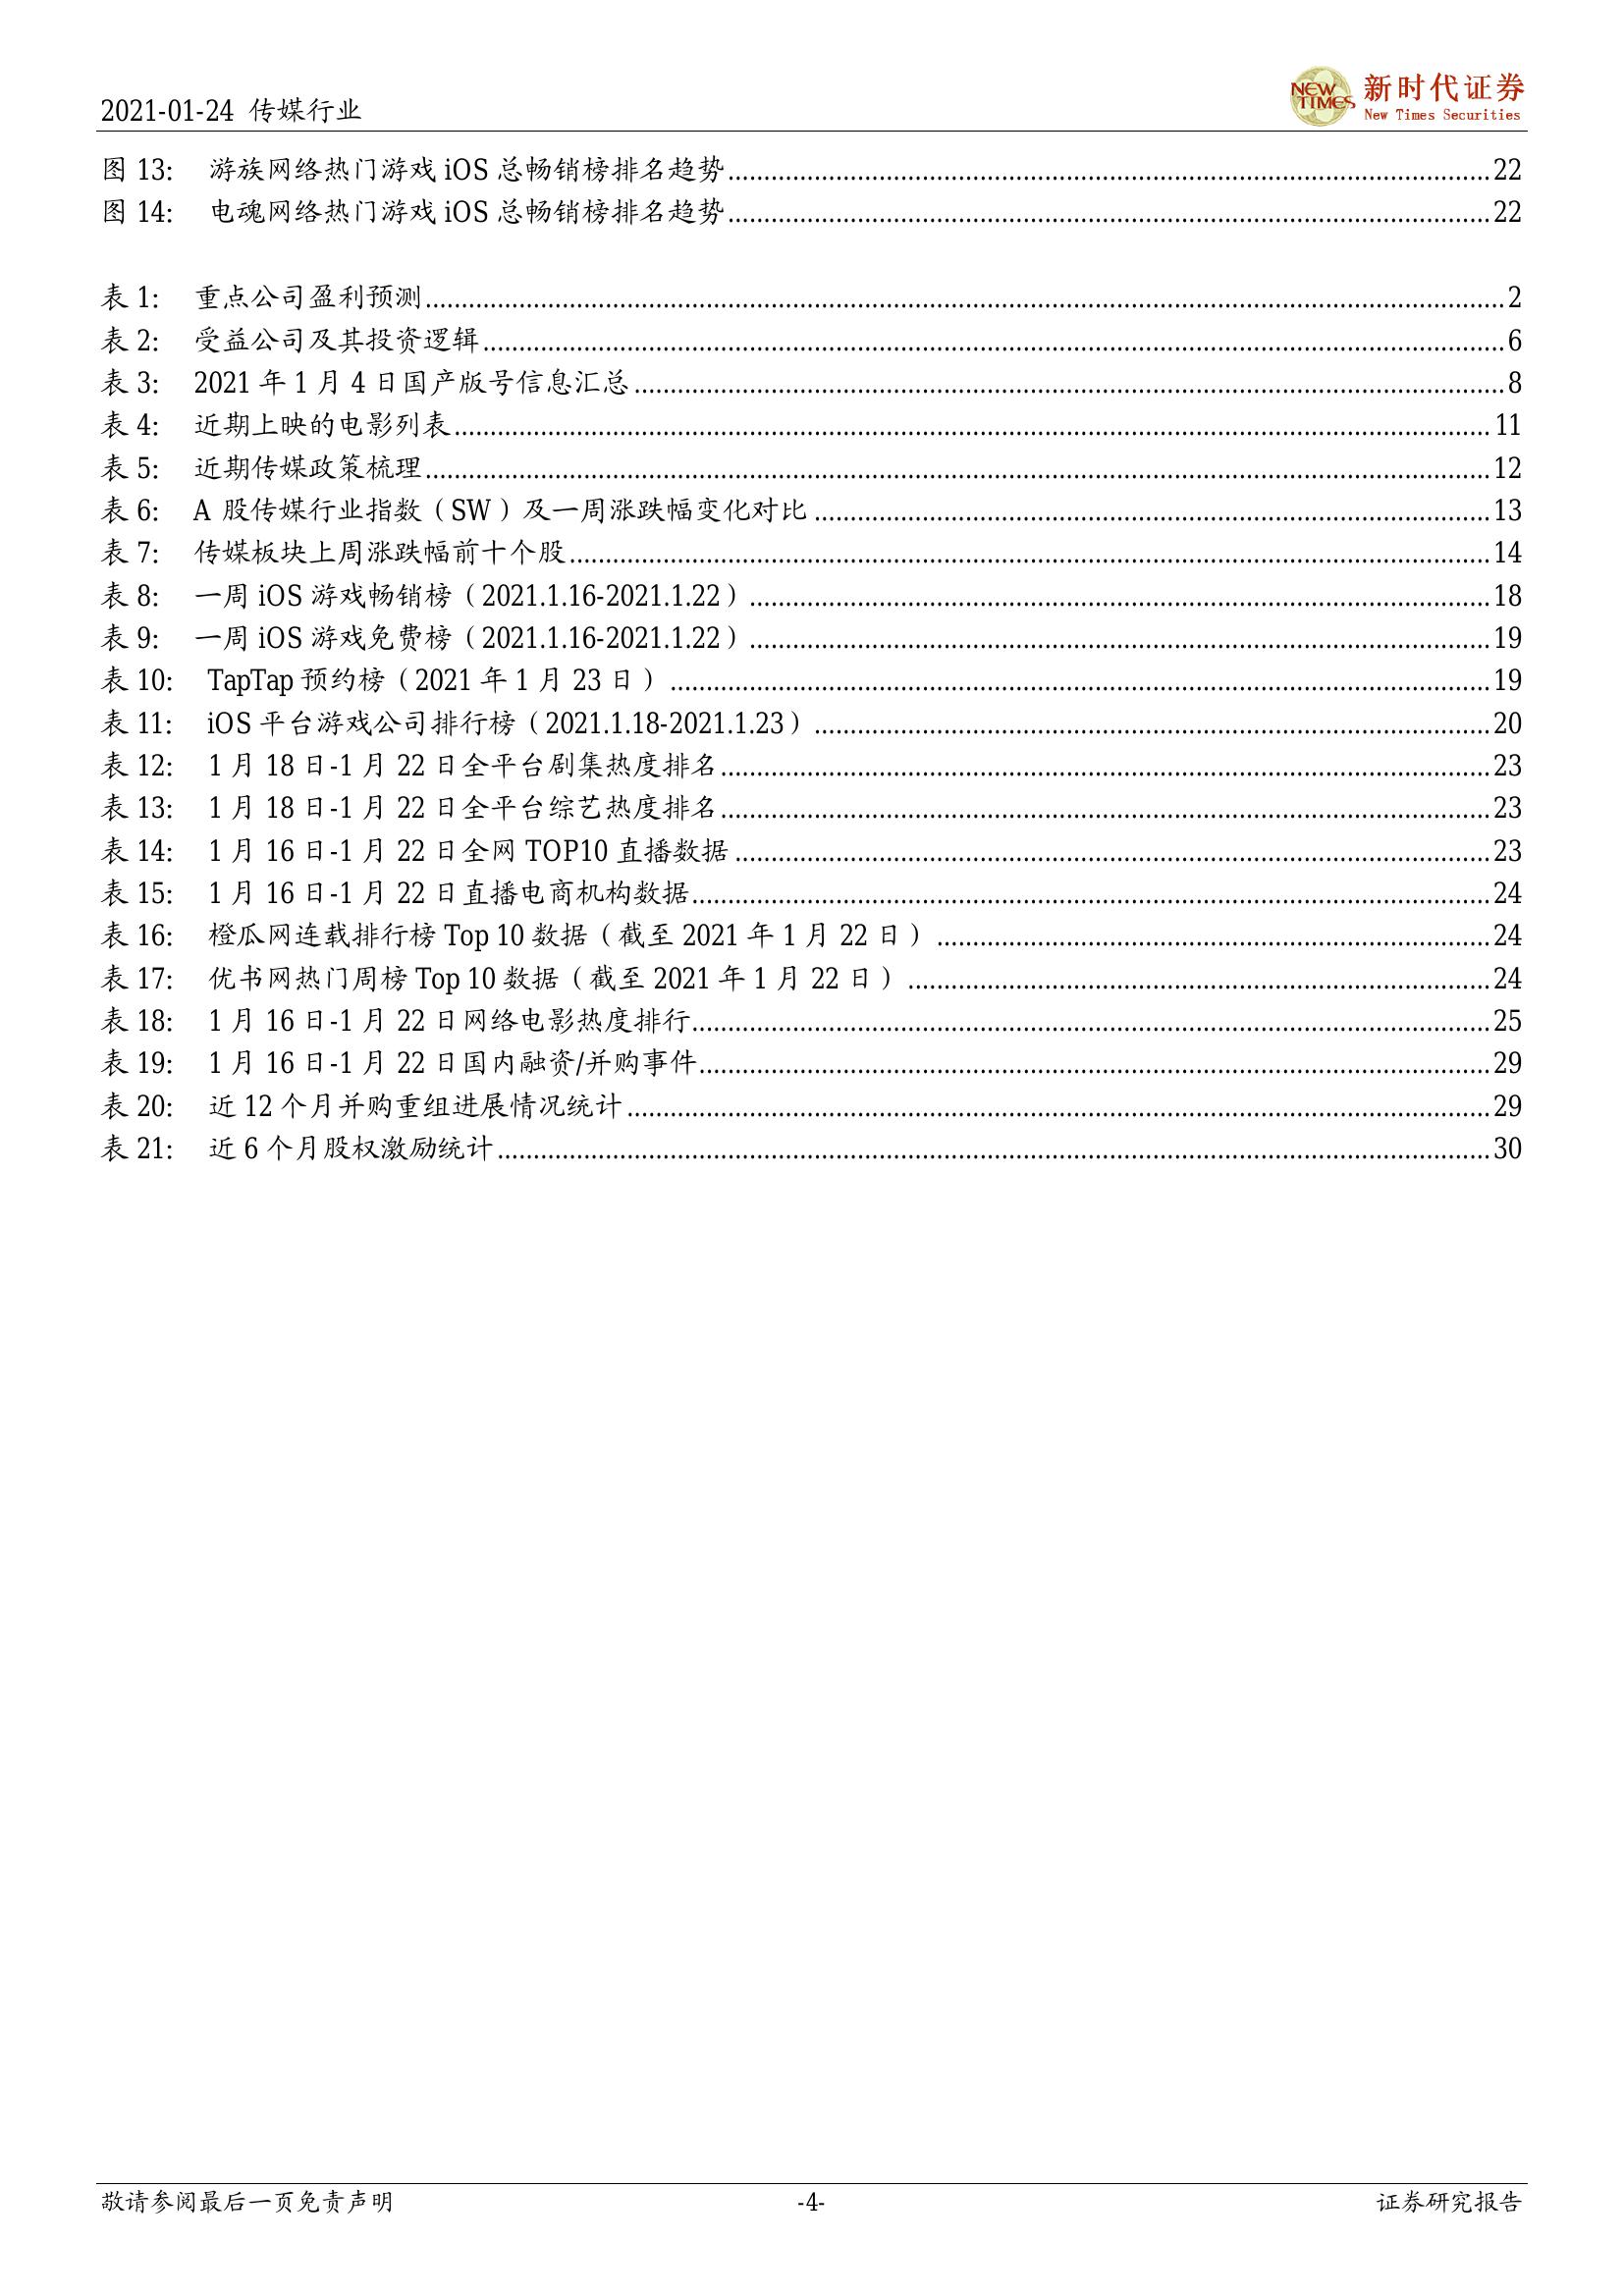 2021-01-24 传媒行业
NEW TIMES 新时代证券
New Times Securities
图 13： 游族网络热门游戏 iOS 总畅销榜排名趋势 22
图 14： 电魂网络热门游戏 iOS 总畅销榜排名趋势 22
表 1： 重点公司盈利预测 2
表 2： 受益公司及其投资逻辑 6
表 3： 2021 年 1 月 4 日国产版号信息汇总 8
表 4： 近期上映的电影列表 11
表 5： 近期传媒政策梳理 12
表 6： A 股传媒行业指数（SW）及一周涨跌幅变化对比 13
表 7： 传媒板块上周涨跌幅前十个股 14
表 8： 一周 iOS 游戏畅销榜（2021.1.16-2021.1.22） 18
表 9： 一周 iOS 游戏免费榜（2021.1.16-2021.1.22） 19
表 10： TapTap 预约榜（2021 年 1 月 23 日） 19
表 11： iOS 平台游戏公司排行榜（2021.1.18-2021.1.23） 20
表 12： 1 月 18 日-1 月 22 日全平台剧集热度排名 23
表 13： 1 月 18 日-1 月 22 日全平台综艺热度排名 23
表 14： 1 月 16 日-1 月 22 日全网 TOP10 直播数据 23
表 15： 1 月 16 日-1 月 22 日直播电商机构数据 24
表 16： 橙瓜网连载排行榜 Top 10 数据（截至 2021 年 1 月 22 日） 24
表 17： 优书网热门周榜 Top 10 数据（截至 2021 年 1 月 22 日） 24
表 18： 1 月 16 日-1 月 22 日网络电影热度排行 25
表 19： 1 月 16 日-1 月 22 日国内融资/并购事件 29
表 20： 近 12 个月并购重组进展情况统计 29
表 21： 近 6 个月股权激励统计 30
敬请参阅最后一页免责声明 -4- 证券研究报告